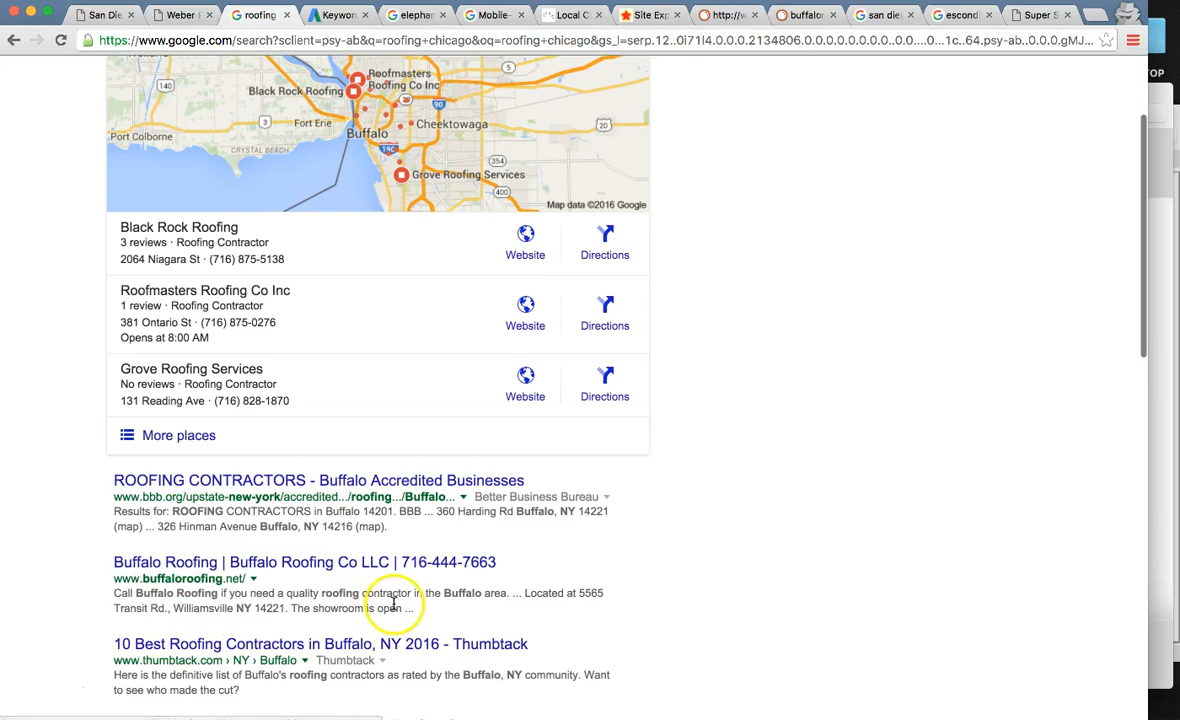 San Die
Weber i
roofing
Keywor
elephan
Mobile-
Local C
Site Exp
http://w
buffalor
san die
escondi
Super S
https://www.google.com/search?sclient=psy-ab&q=roofing+chicago&oq=roofing+chicago&gs_l=serp.12..0i71l4.0.0.0.2134806.0.0.0.0.0.0.0.0..0.0....0...1c..64.psy-ab..0.0.0.gMJ...
TOP
140
Roofmasters
Roofing Co Inc
5
Black Rock Roofing
90
3
Fort Erie
Cheektowaga
20
Buffalo
Port Colborne
CRYSTAL BEACH
190
354
Grove Roofing Services
400
Map data ©2016 Google
Black Rock Roofing
3 reviews · Roofing Contractor
2064 Niagara St · (716) 875-5138
Website
Directions
Roofmasters Roofing Co Inc
1 review · Roofing Contractor
381 Ontario St · (716) 875-0276
Opens at 8:00 AM
Website
Directions
Grove Roofing Services
No reviews · Roofing Contractor
131 Reading Ave · (716) 828-1870
Website
Directions
More places
ROOFING CONTRACTORS - Buffalo Accredited Businesses
www.bbb.org/upstate-new-york/accredited.../roofing.../Buffalo... Better Business Bureau
Results for: ROOFING CONTRACTORS in Buffalo 14201. BBB ... 360 Harding Rd Buffalo, NY 14221
(map) ... 326 Hinman Avenue Buffalo, NY 14216 (map).
Buffalo Roofing | Buffalo Roofing Co LLC | 716-444-7663
www.buffaloroofing.net/
Call Buffalo Roofing if you need a quality roofing contractor in the Buffalo area. ... Located at 5565
Transit Rd., Williamsville NY 14221. The showroom is open ...
10 Best Roofing Contractors in Buffalo, NY 2016 - Thumbtack
www.thumbtack.com › NY › Buffalo Thumbtack
Here is the definitive list of Buffalo's roofing contractors as rated by the Buffalo, NY community. Want
to see who made the cut?